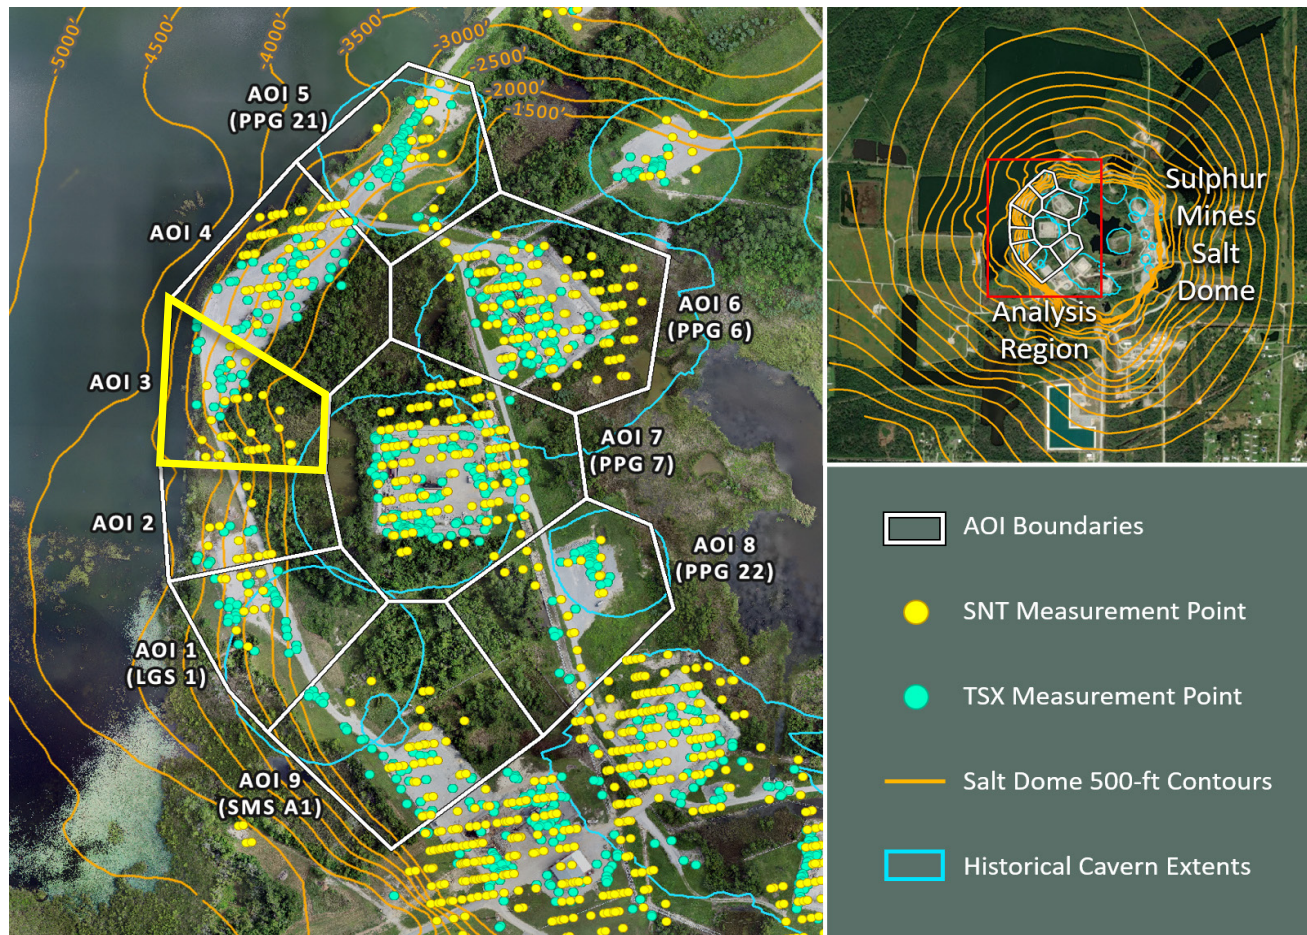 -5000'
-4500'
-4000'
-3500'
-3000'
-2500'
-2000'
-1500'
AOI 5
(PPG 21)
AOI 4
AOI 3
AOI 2
AOI 1
(LGS 1)
AOI 9
(SMS A1)
AOI 6
(PPG 6)
AOI 7
(PPG 7)
AOI 8
(PPG 22)
Sulphur
Mines
Salt
Dome
Analysis
Region
AOI Boundaries
SNT Measurement Point
TSX Measurement Point
Salt Dome 500-ft Contours
Historical Cavern Extents